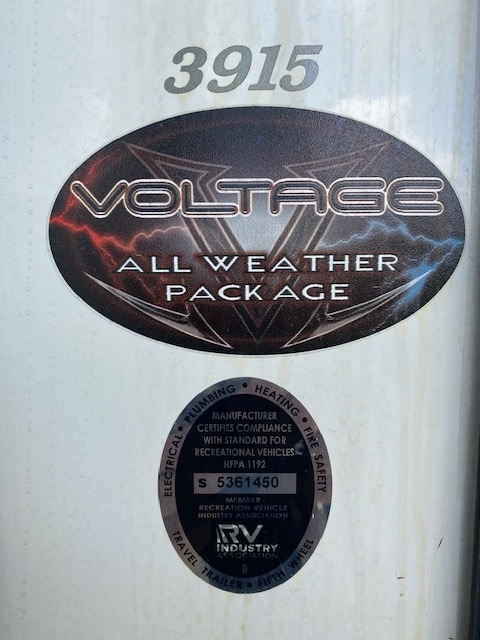 3915
VOLTAGE
ALL WEATHER
PACKAGE
ELECTRICAL • PLUMBING • HEATING • FIRE SAFETY
MANUFACTURER
CERTIFIES COMPLIANCE
WITH STANDARD FOR
RECREATIONAL VEHICLES
NFPA 1192
S 5361450
MEMBER
RECREATION VEHICLE
INDUSTRY ASSOCIATION
RV
INDUSTRY
ASSOCIATION
TRAVEL TRAILER • FIFTH WHEEL